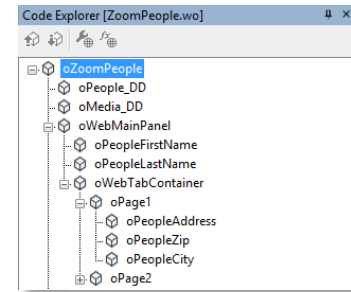 Code Explorer [ZoomPeople.wo]
oZoomPeople
oPeople_DD
oMedia_DD
oWebMainPanel
oPeopleFirstName
oPeopleLastName
oWebTabContainer
oPage1
oPeopleAddress
oPeopleZip
oPeopleCity
oPage2